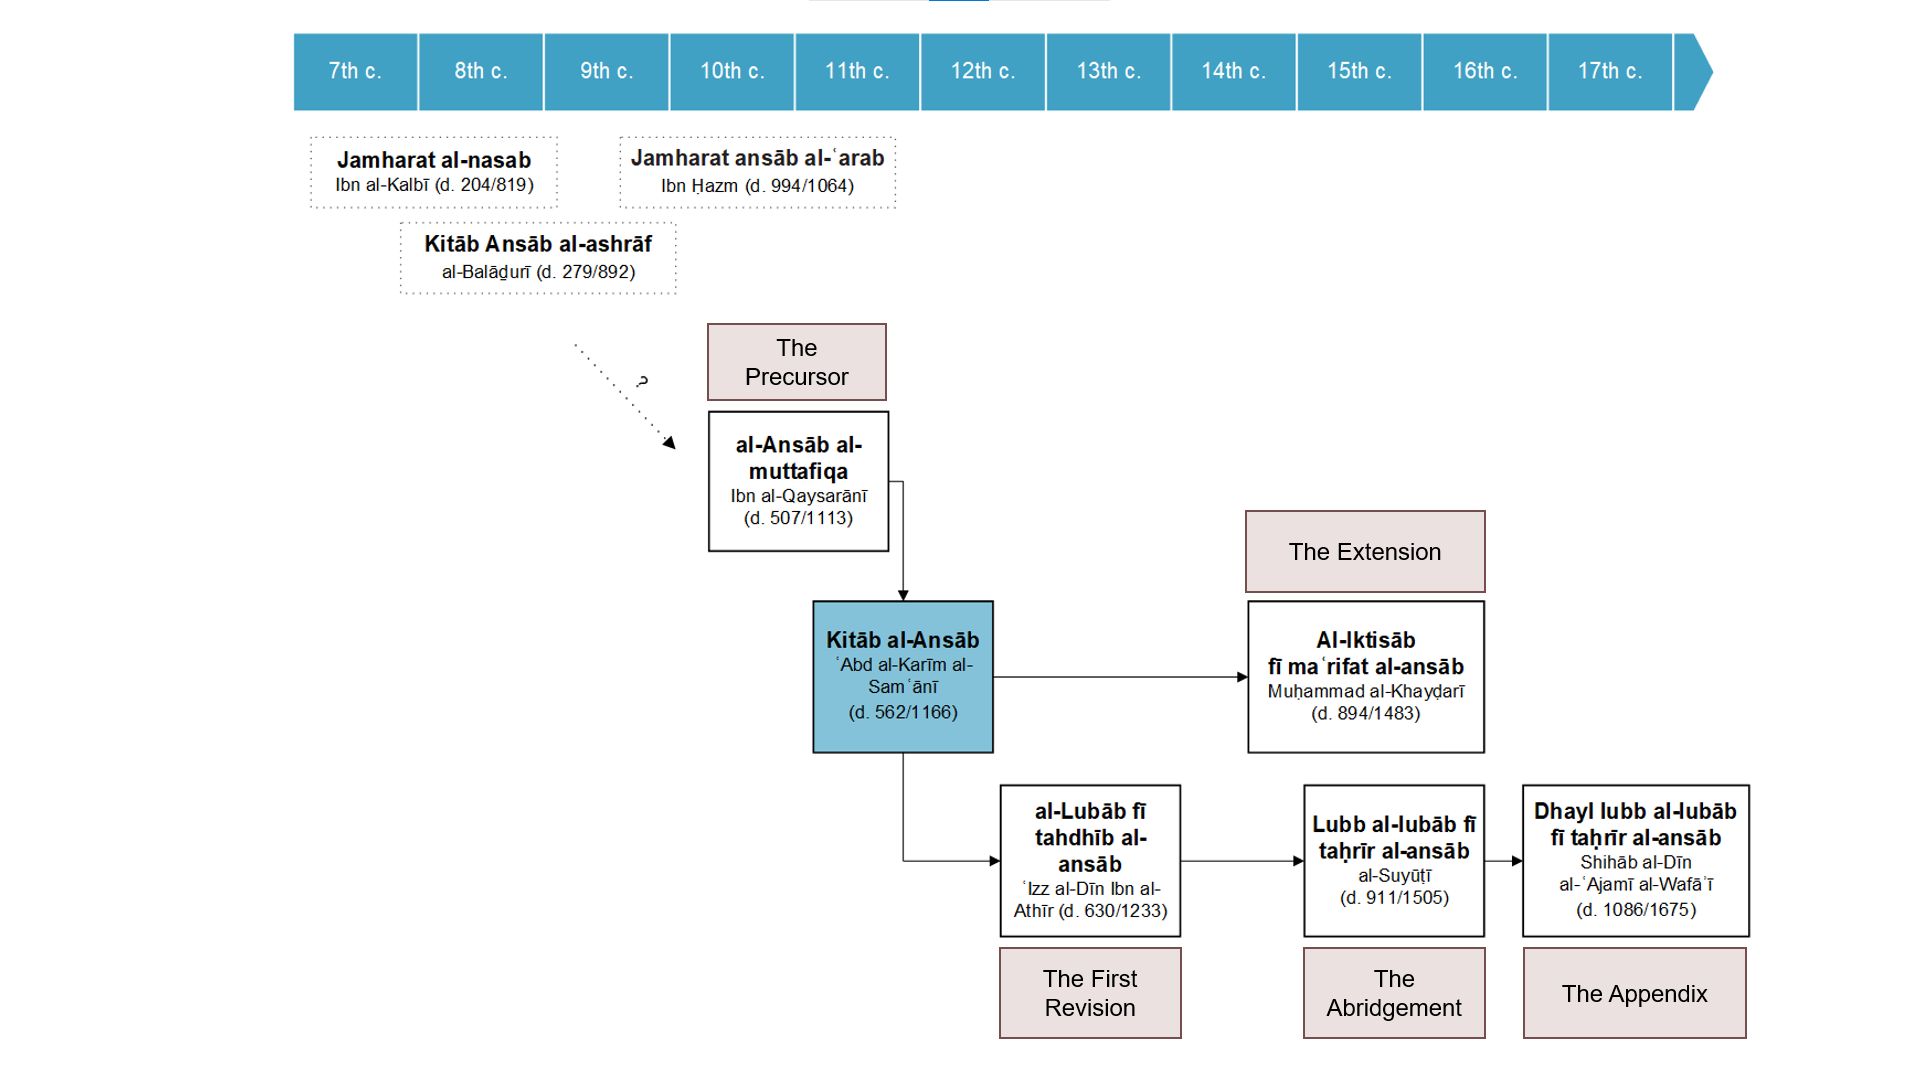 7th c.
8th c.
9th c.
10th c.
11th c.
12th c.
13th c.
14th c.
15th c.
16th c.
17th c.
Jamharat al-nasab
Ibn al-Kalbī (d. 204/819)
Jamharat ansāb al-ʿarab
Ibn Ḥazm (d. 994/1064)
Kitāb Ansāb al-ashrāf
al-Balāḏurī (d. 279/892)
؟
The
Precursor
al-Ansāb al-
muttafiqa
Ibn al-Qaysarānī
(d. 507/1113)
The Extension
Kitāb al-Ansāb
ʿAbd al-Karīm al-
Samʿānī
(d. 562/1166)
Al-Iktisāb
fī maʿrifat al-ansāb
Muḥammad al-Khayḍarī
(d. 894/1483)
al-Lubāb fī
tahdhīb al-
ansāb
ʿIzz al-Dīn Ibn al-
Athīr (d. 630/1233)
Lubb al-lubāb fī
taḥrīr al-ansāb
al-Suyūṭī
(d. 911/1505)
Dhayl lubb al-lubāb
fī taḥrīr al-ansāb
Shihāb al-Dīn
al-ʿAjamī al-Wafāʾī
(d. 1086/1675)
The First
Revision
The
Abridgement
The Appendix